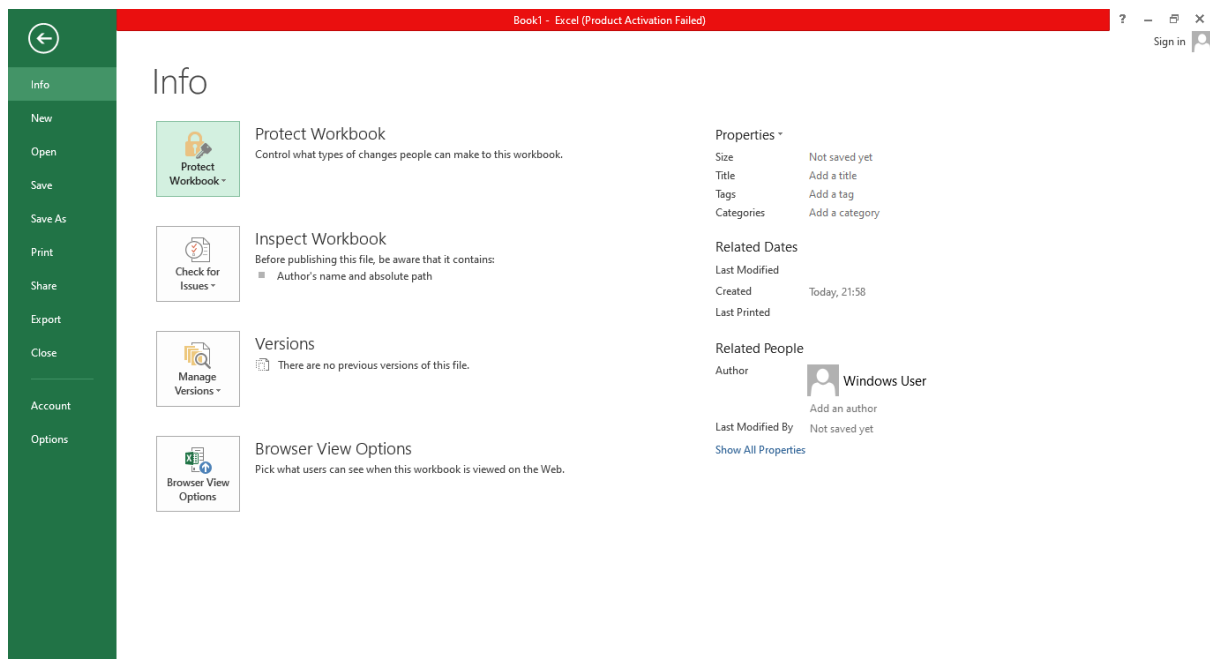 Book1 - Excel (Product Activation Failed)
?
Sign in
Info
New
Open
Save
Save As
Print
Share
Export
Close
Account
Options
Info
Protect
Workbook
Protect Workbook
Control what types of changes people can make to this workbook.
Check for
Issues
Inspect Workbook
Before publishing this file, be aware that it contains:
Author's name and absolute path
Manage
Versions
Versions
There are no previous versions of this file.
Browser View
Options
Browser View Options
Pick what users can see when this workbook is viewed on the Web.
Properties
Size Not saved yet
Title Add a title
Tags Add a tag
Categories Add a category
Related Dates
Last Modified
Created Today, 21:58
Last Printed
Related People
Author Windows User
Add an author
Last Modified By Not saved yet
Show All Properties